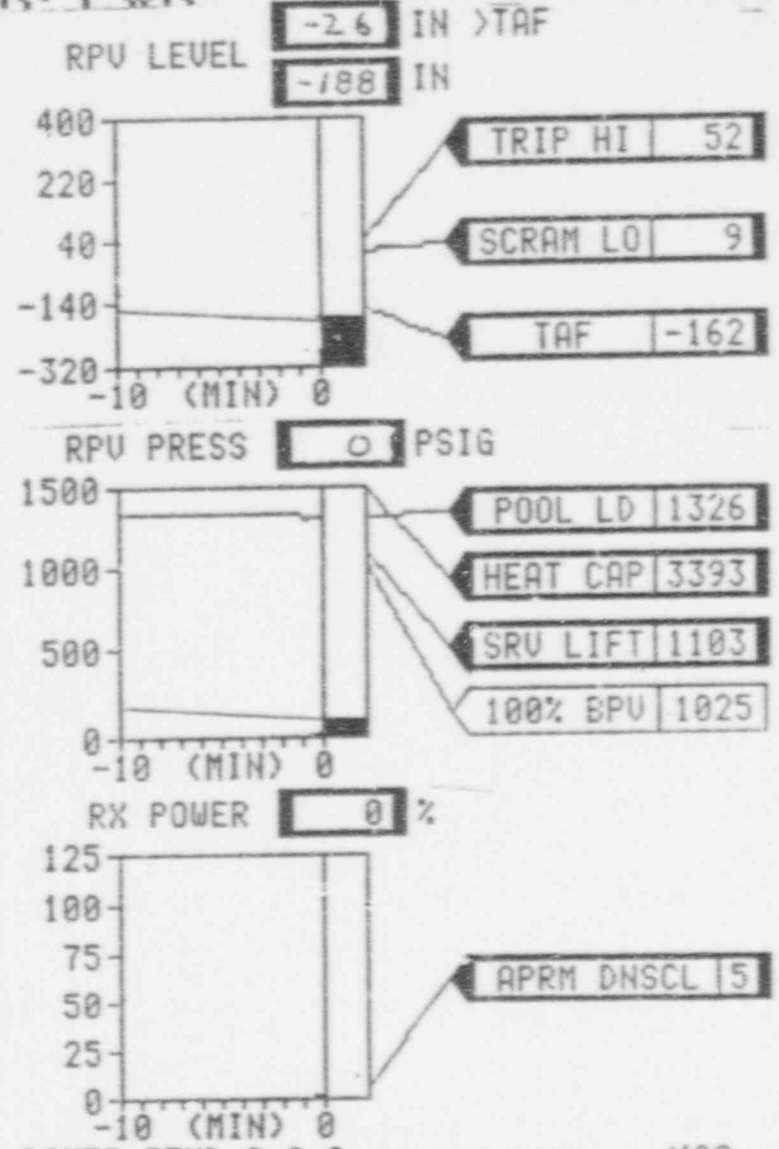 -26 IN >TAF
RPV LEVEL
-188 IN
400
220
40
-140
-320
-10 (MIN) 0
TRIP HI 52
SCRAM LO 9
TAF -162
RPV PRESS 0 PSIG
1500
1000
500
0
-10 (MIN) 0
POOL LD 1326
HEAT CAP 3393
SRV LIFT 1103
100% BPV 1025
RX POWER 0 %
125
100
75
50
25
0
-10 (MIN) 0
APRM DNSCL 5